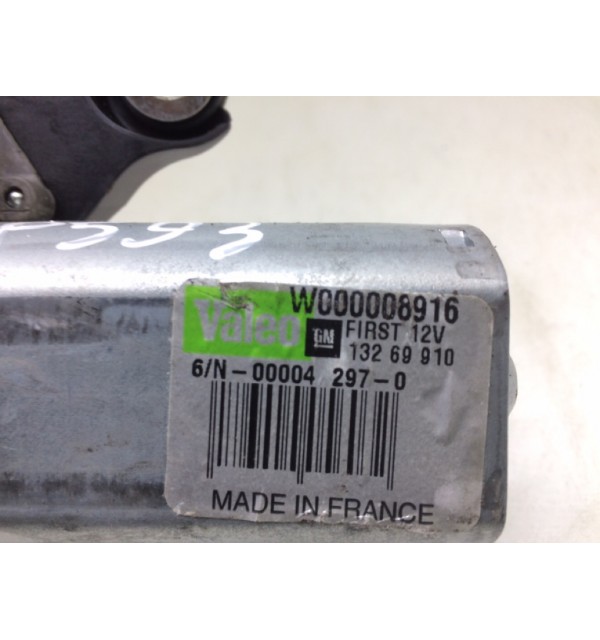 W000008916
Valeo GM FIRST 12V
132 69 910
6/N-00004 297-0
MADE IN FRANCE